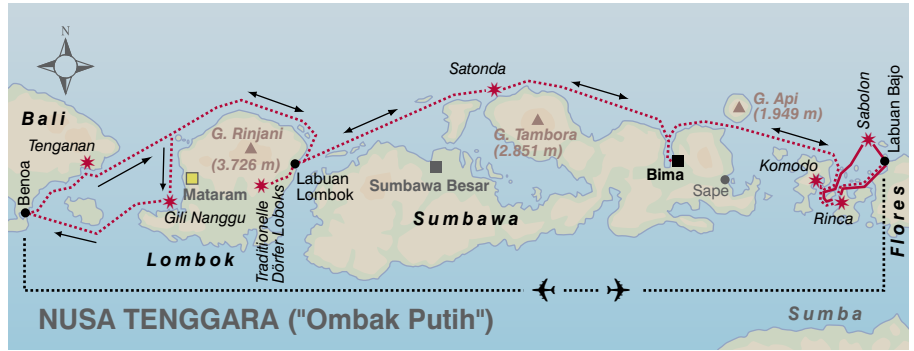 N
Bali
Tenganan
Benoa
G. Rinjani
(3.726 m)
Mataram
Gili Nanggu
Lombok
Traditionelle
Dörfer Loboks
Labuan
Lombok
Satonda
G. Tambora
(2.851 m)
Sumbawa Besar
Sumbawa
Bima
Sape
G. Api
(1.949 m)
Komodo
Rinca
Sabolon
Labuan Bajo
Flores
Sumba
NUSA TENGGARA ("Ombak Putih")